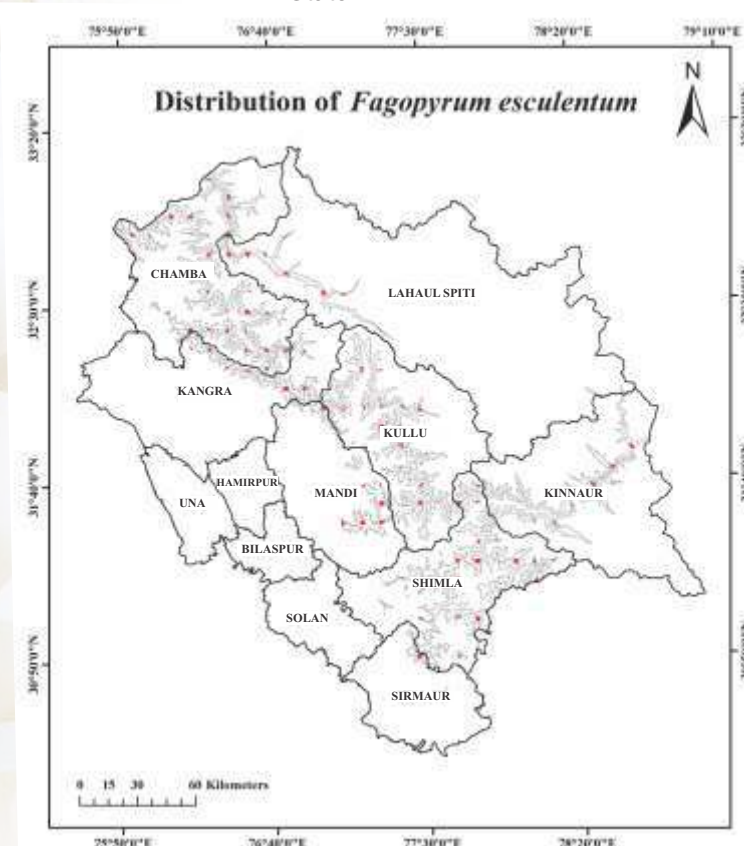 75°50'0"E 76°40'0"E 77°30'0"E 78°20'0"E 79°10'0"E
N
Distribution of Fagopyrum esculentum
33°20'0"N
CHAMBA
LAHAUL SPITI
32°30'0"N
KANGRA
KULLU
HAMIRPUR
MANDI
KINNAUR
UNA
31°40'0"N
BILASPUR
SHIMLA
SOLAN
30°50'0"N
SIRMAUR
0 15 30 60 Kilometers
75°50'0"E 76°40'0"E 77°30'0"E 78°20'0"E